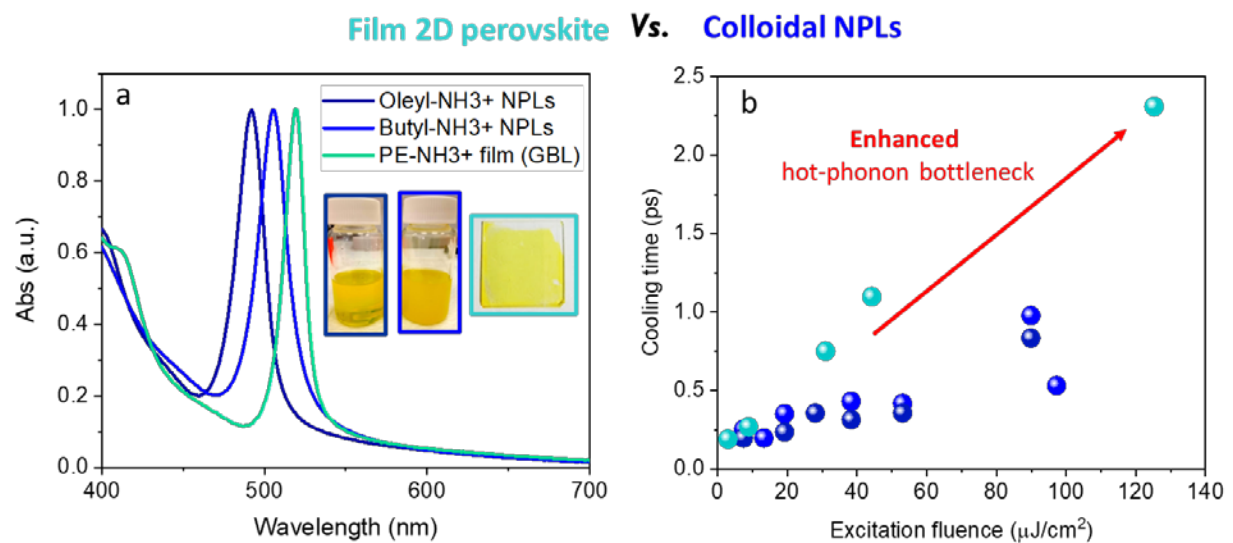 Film 2D perovskite Vs. Colloidal NPLs
a
Oleyl-NH3+ NPLs
Butyl-NH3+ NPLs
PE-NH3+ film (GBL)
1.0
0.8
0.6
0.4
0.2
0.0
Abs (a.u.)
400
500
600
700
Wavelength (nm)
b
Enhanced
hot-phonon bottleneck
2.5
2.0
1.5
1.0
0.5
0.0
Cooling time (ps)
0
20
40
60
80
100
120
140
Excitation fluence (μJ/cm²)